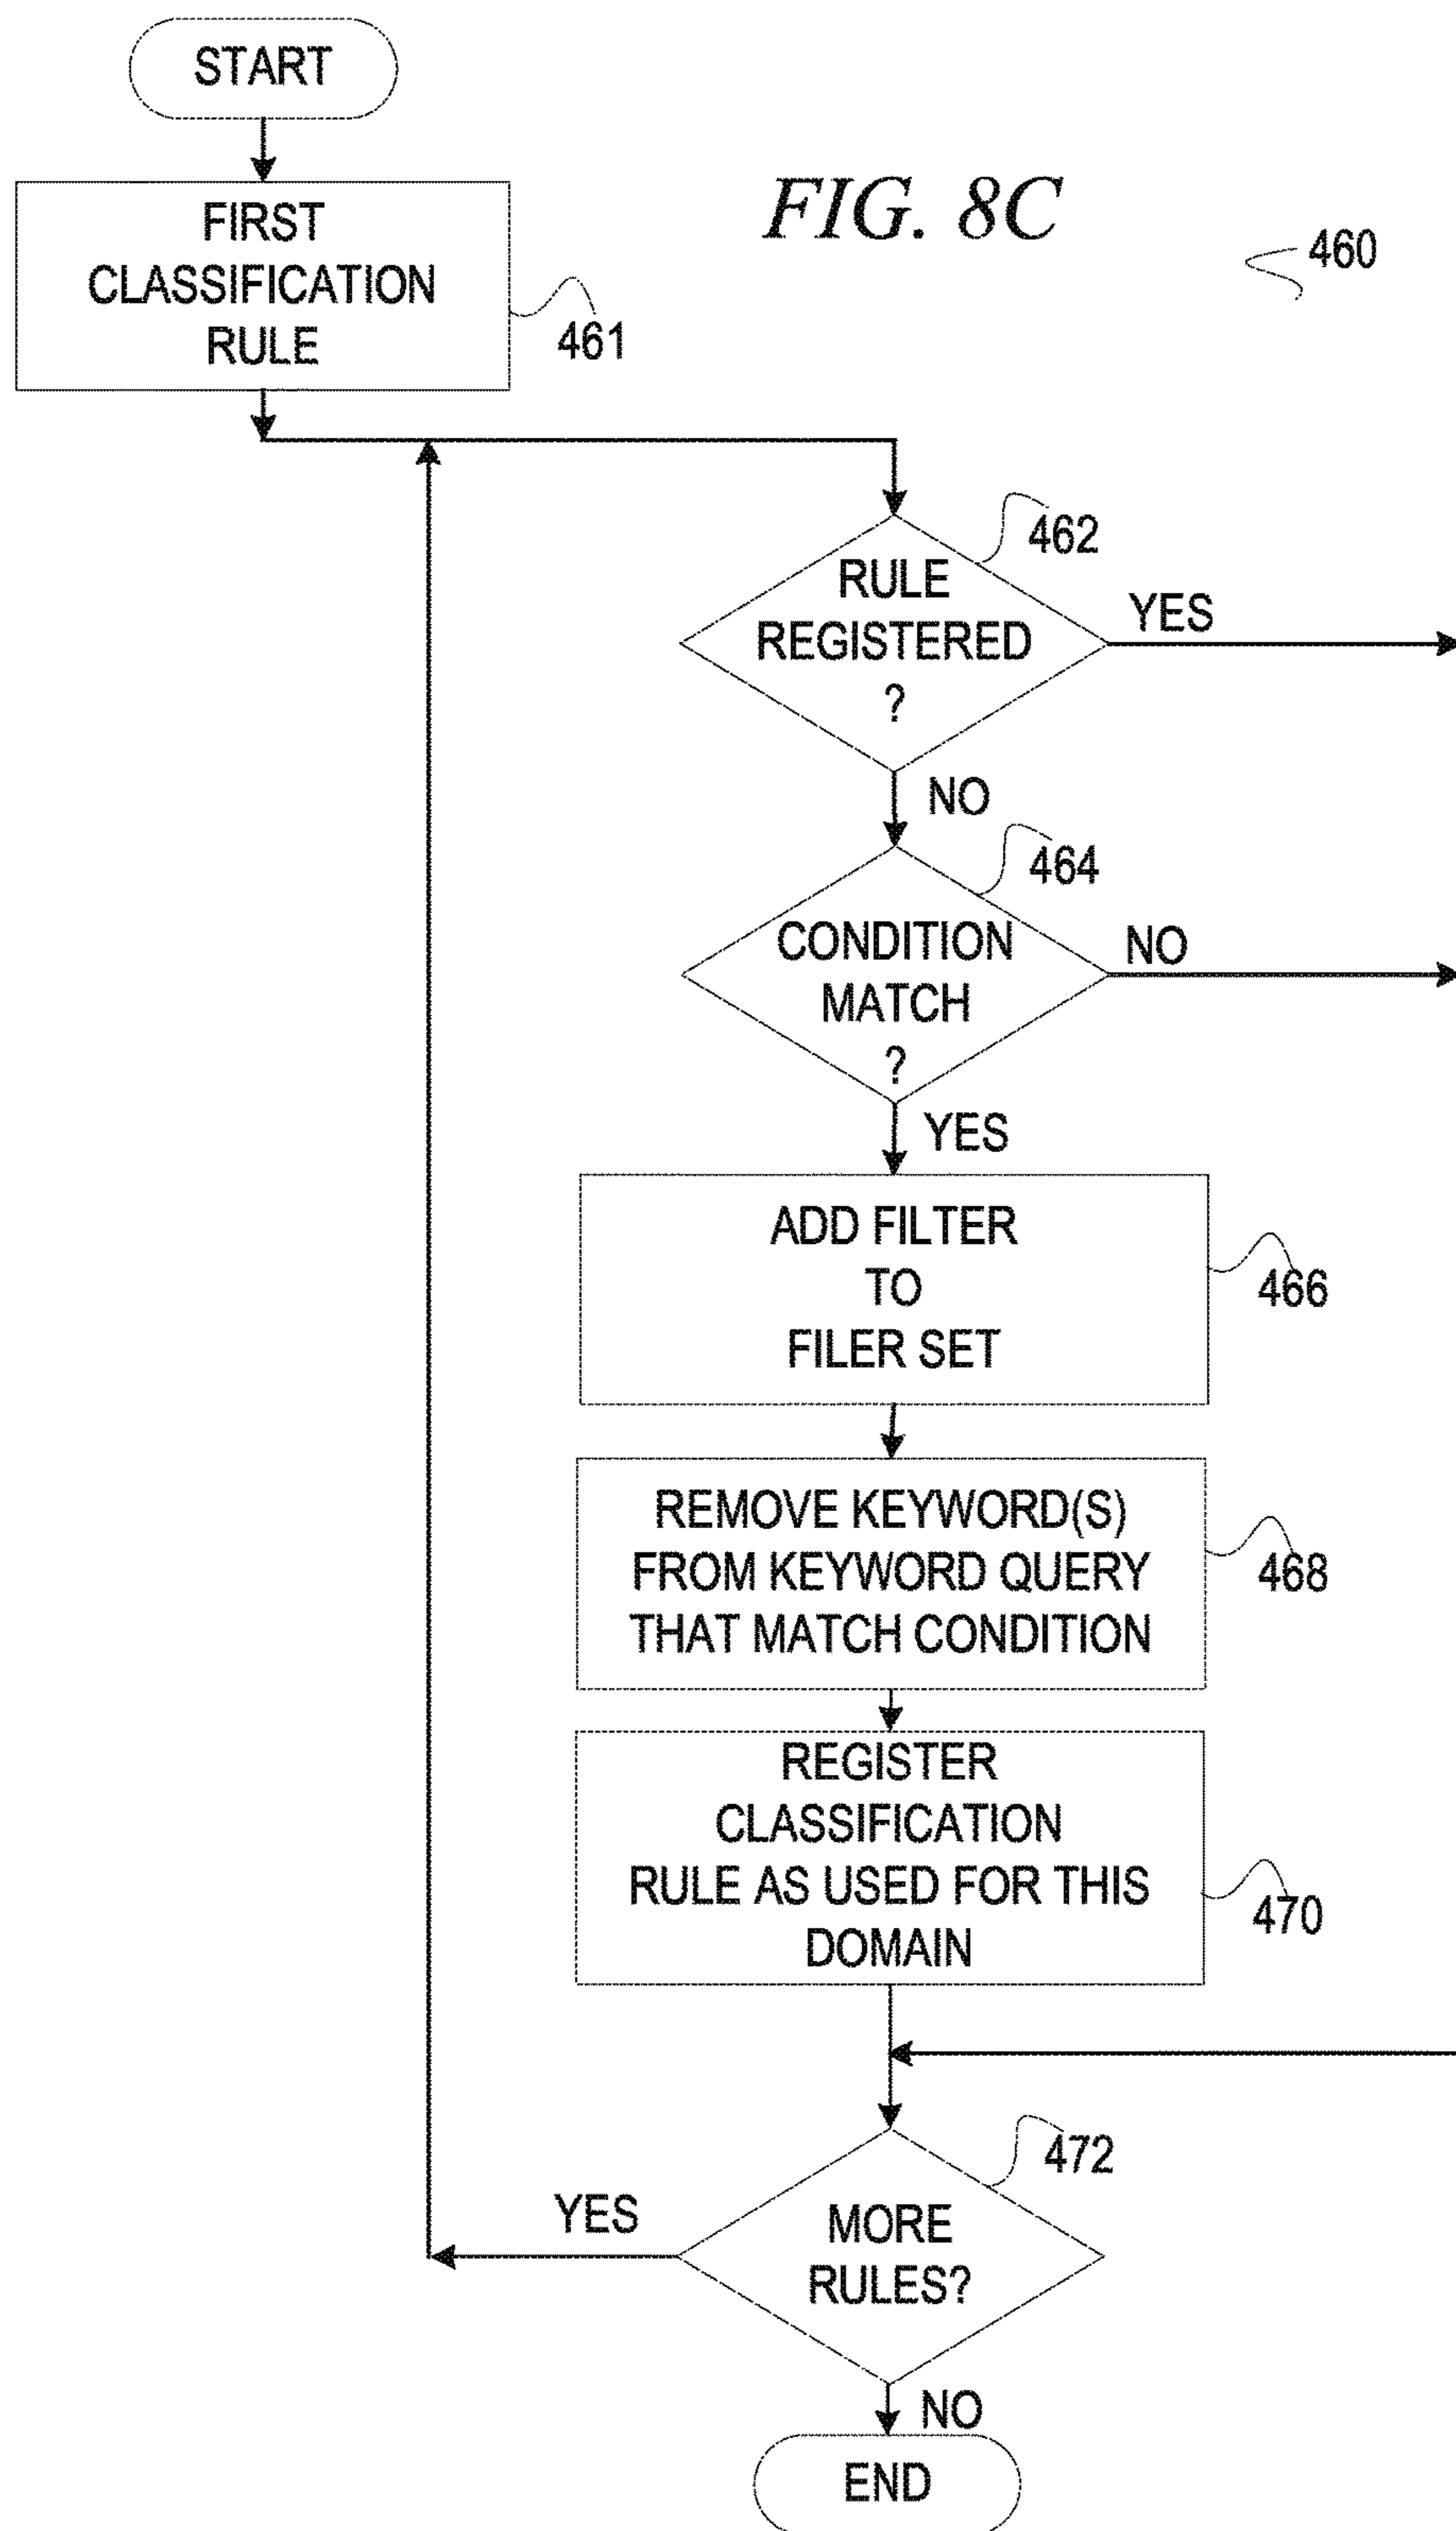 START
FIG. 8C
460
FIRST
CLASSIFICATION
RULE
461
462
RULE
REGISTERED
?
YES
NO
464
CONDITION
MATCH
?
NO
YES
ADD FILTER
TO
FILER SET
466
REMOVE KEYWORD(S)
FROM KEYWORD QUERY
THAT MATCH CONDITION
468
REGISTER
CLASSIFICATION
RULE AS USED FOR THIS
DOMAIN
470
472
YES
MORE
RULES?
NO
END